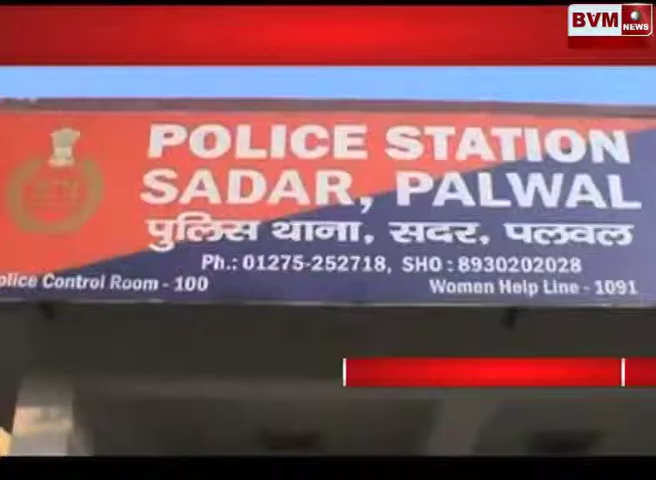 BVM
NEWS
POLICE STATION
SADAR, PALWAL
पुलिस थाना, सदर, पलवल
Ph.: 01275-252718, SHO : 8930202028
olice Control Room - 100
Women Help Line - 1091